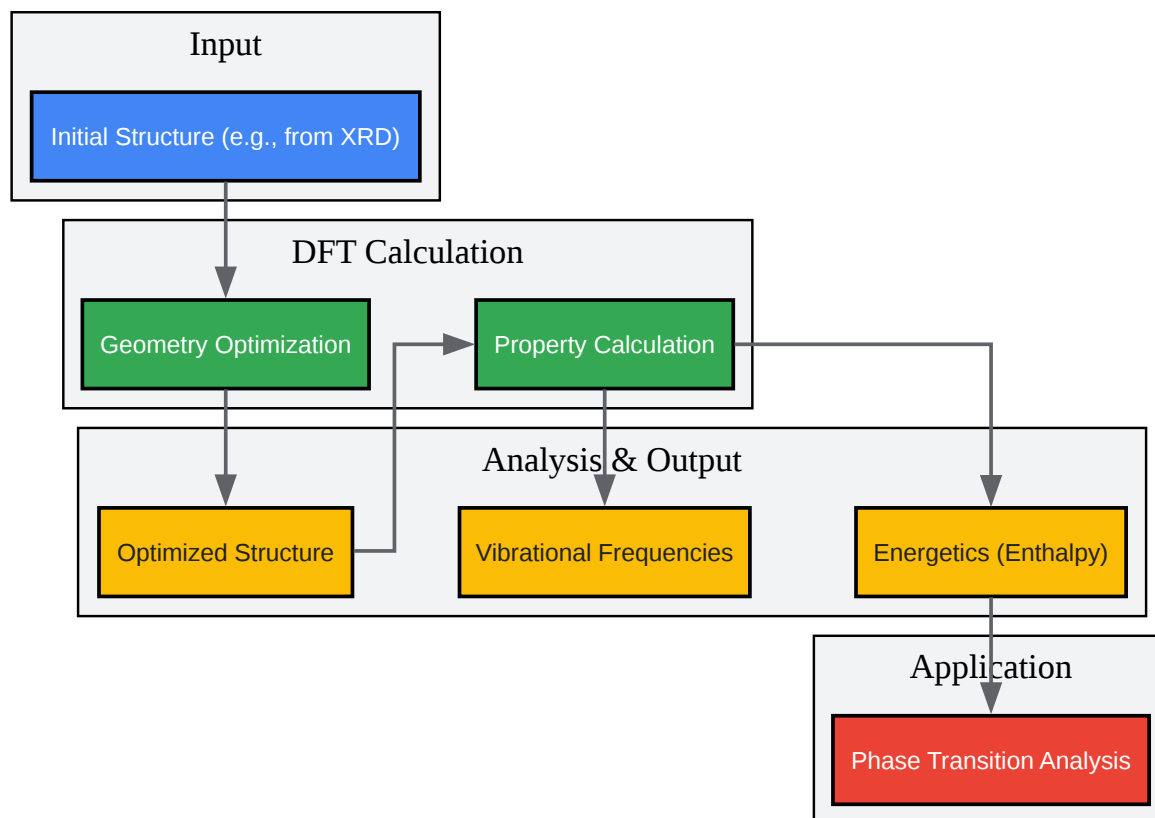 Input
Initial Structure (e.g., from XRD)
DFT Calculation
Geometry Optimization
Property Calculation
Analysis & Output
Optimized Structure
Vibrational Frequencies
Energetics (Enthalpy)
Application
Phase Transition Analysis